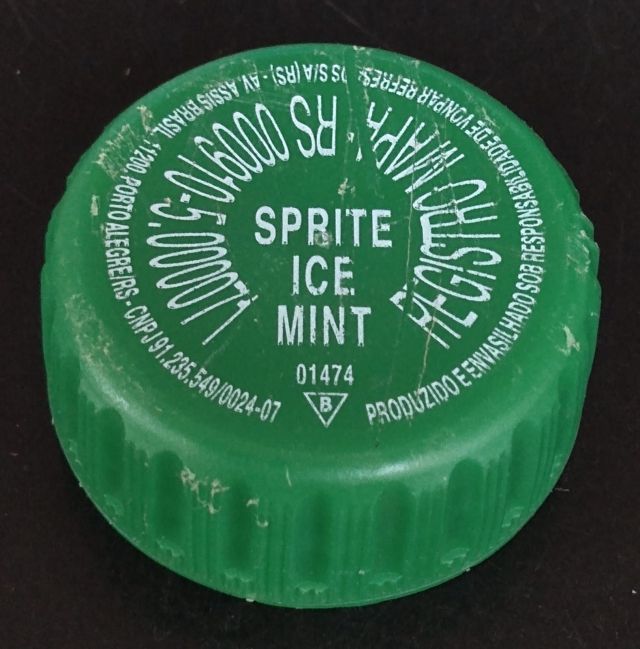 SPRITE
ICE
MINT
01474
B
REGISTRO MAPA RS 000910-5.000071
PRODUZIDO E ENVASILHADO SOB RESPONSABILIDADE DE VONPAR REFRESCOS S/A (RS) - AV. ASSIS BRASIL, 11200, PORTO ALEGRE/RS - CNPJ 91.235.549/0024-07